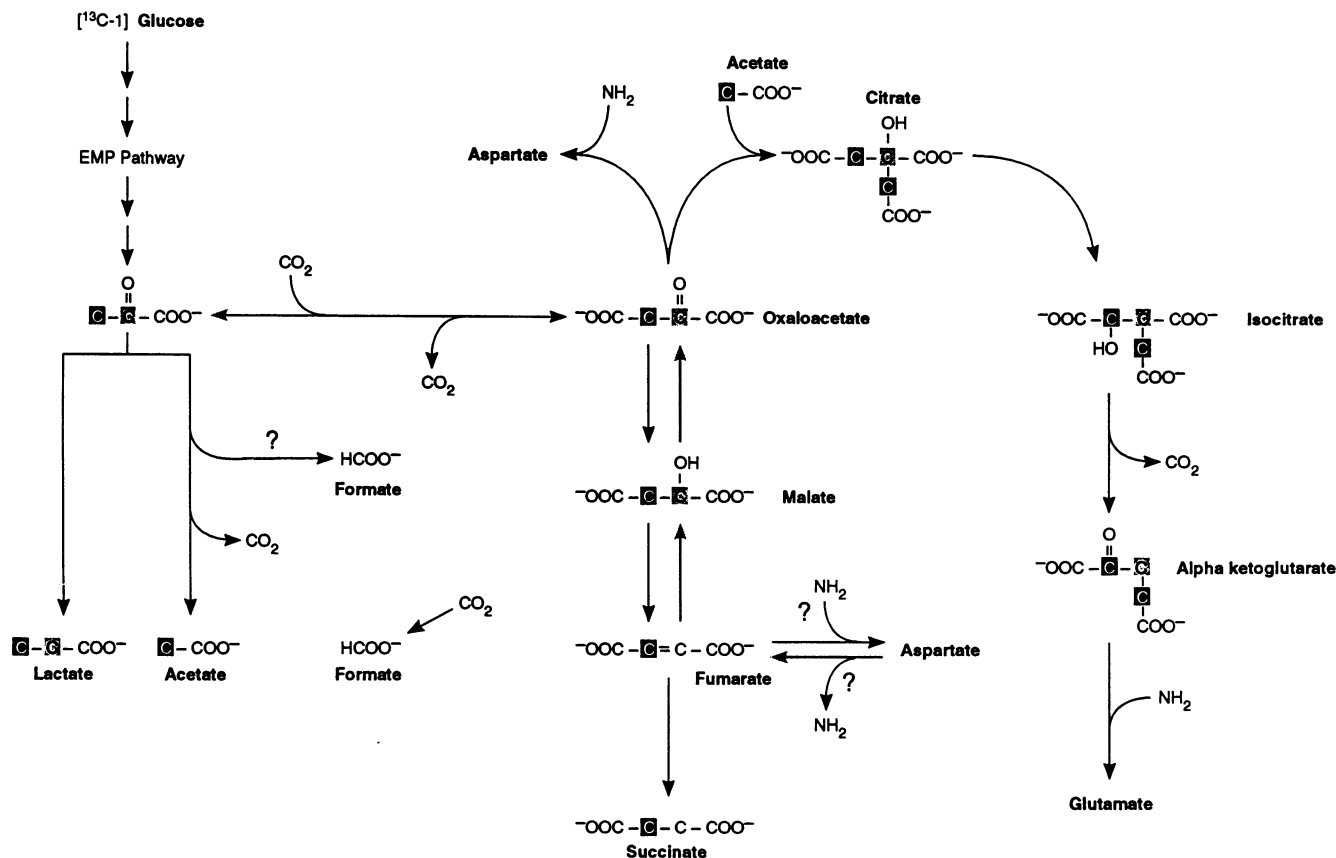 [¹³C-1] Glucose
EMP Pathway
O
C – C – COO⁻
CO₂
CO₂
?
HCOO⁻
Formate
CO₂
C – C – COO⁻
Lactate
C – COO⁻
Acetate
CO₂
HCOO⁻
Formate
NH₂
Aspartate
Acetate
C – COO⁻
Citrate
OH
⁻OOC – C – C – COO⁻
C
COO⁻
O
⁻OOC – C – C – COO⁻ Oxaloacetate
OH
⁻OOC – C – C – COO⁻ Malate
⁻OOC – C = C – COO⁻
Fumarate
NH₂
?
Aspartate
?
NH₂
⁻OOC – C – C – COO⁻
Succinate
⁻OOC – C – C – COO⁻ Isocitrate
HO C
COO⁻
CO₂
O
⁻OOC – C – C Alpha ketoglutarate
C
COO⁻
NH₂
Glutamate